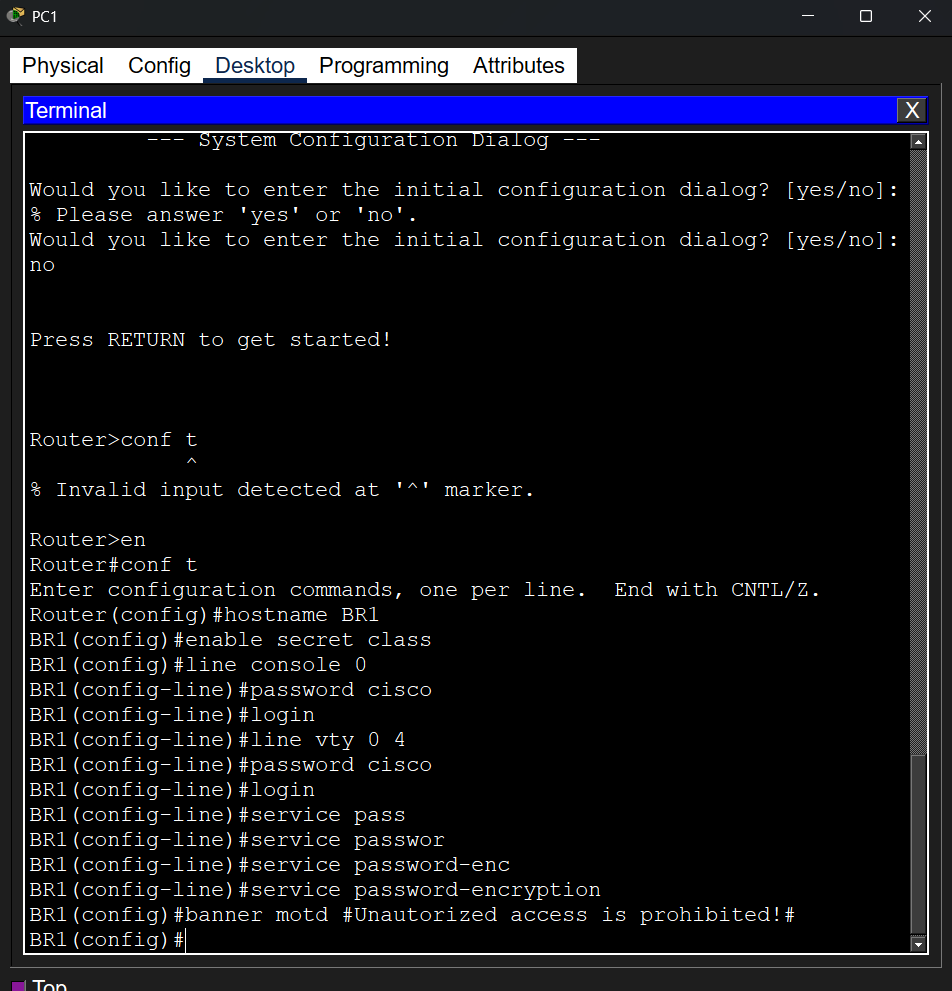 PC1
Physical Config Desktop Programming Attributes
Terminal X
--- System Configuration Dialog ---
Would you like to enter the initial configuration dialog? [yes/no]:
% Please answer 'yes' or 'no'.
Would you like to enter the initial configuration dialog? [yes/no]:
no
Press RETURN to get started!
Router>conf t
^
% Invalid input detected at '^' marker.
Router>en
Router#conf t
Enter configuration commands, one per line.  End with CNTL/Z.
Router(config)#hostname BR1
BR1(config)#enable secret class
BR1(config)#line console 0
BR1(config-line)#password cisco
BR1(config-line)#login
BR1(config-line)#line vty 0 4
BR1(config-line)#password cisco
BR1(config-line)#login
BR1(config-line)#service pass
BR1(config-line)#service passwor
BR1(config-line)#service password-enc
BR1(config-line)#service password-encryption
BR1(config)#banner motd #Unautorized access is prohibited!#
BR1(config)#
Top